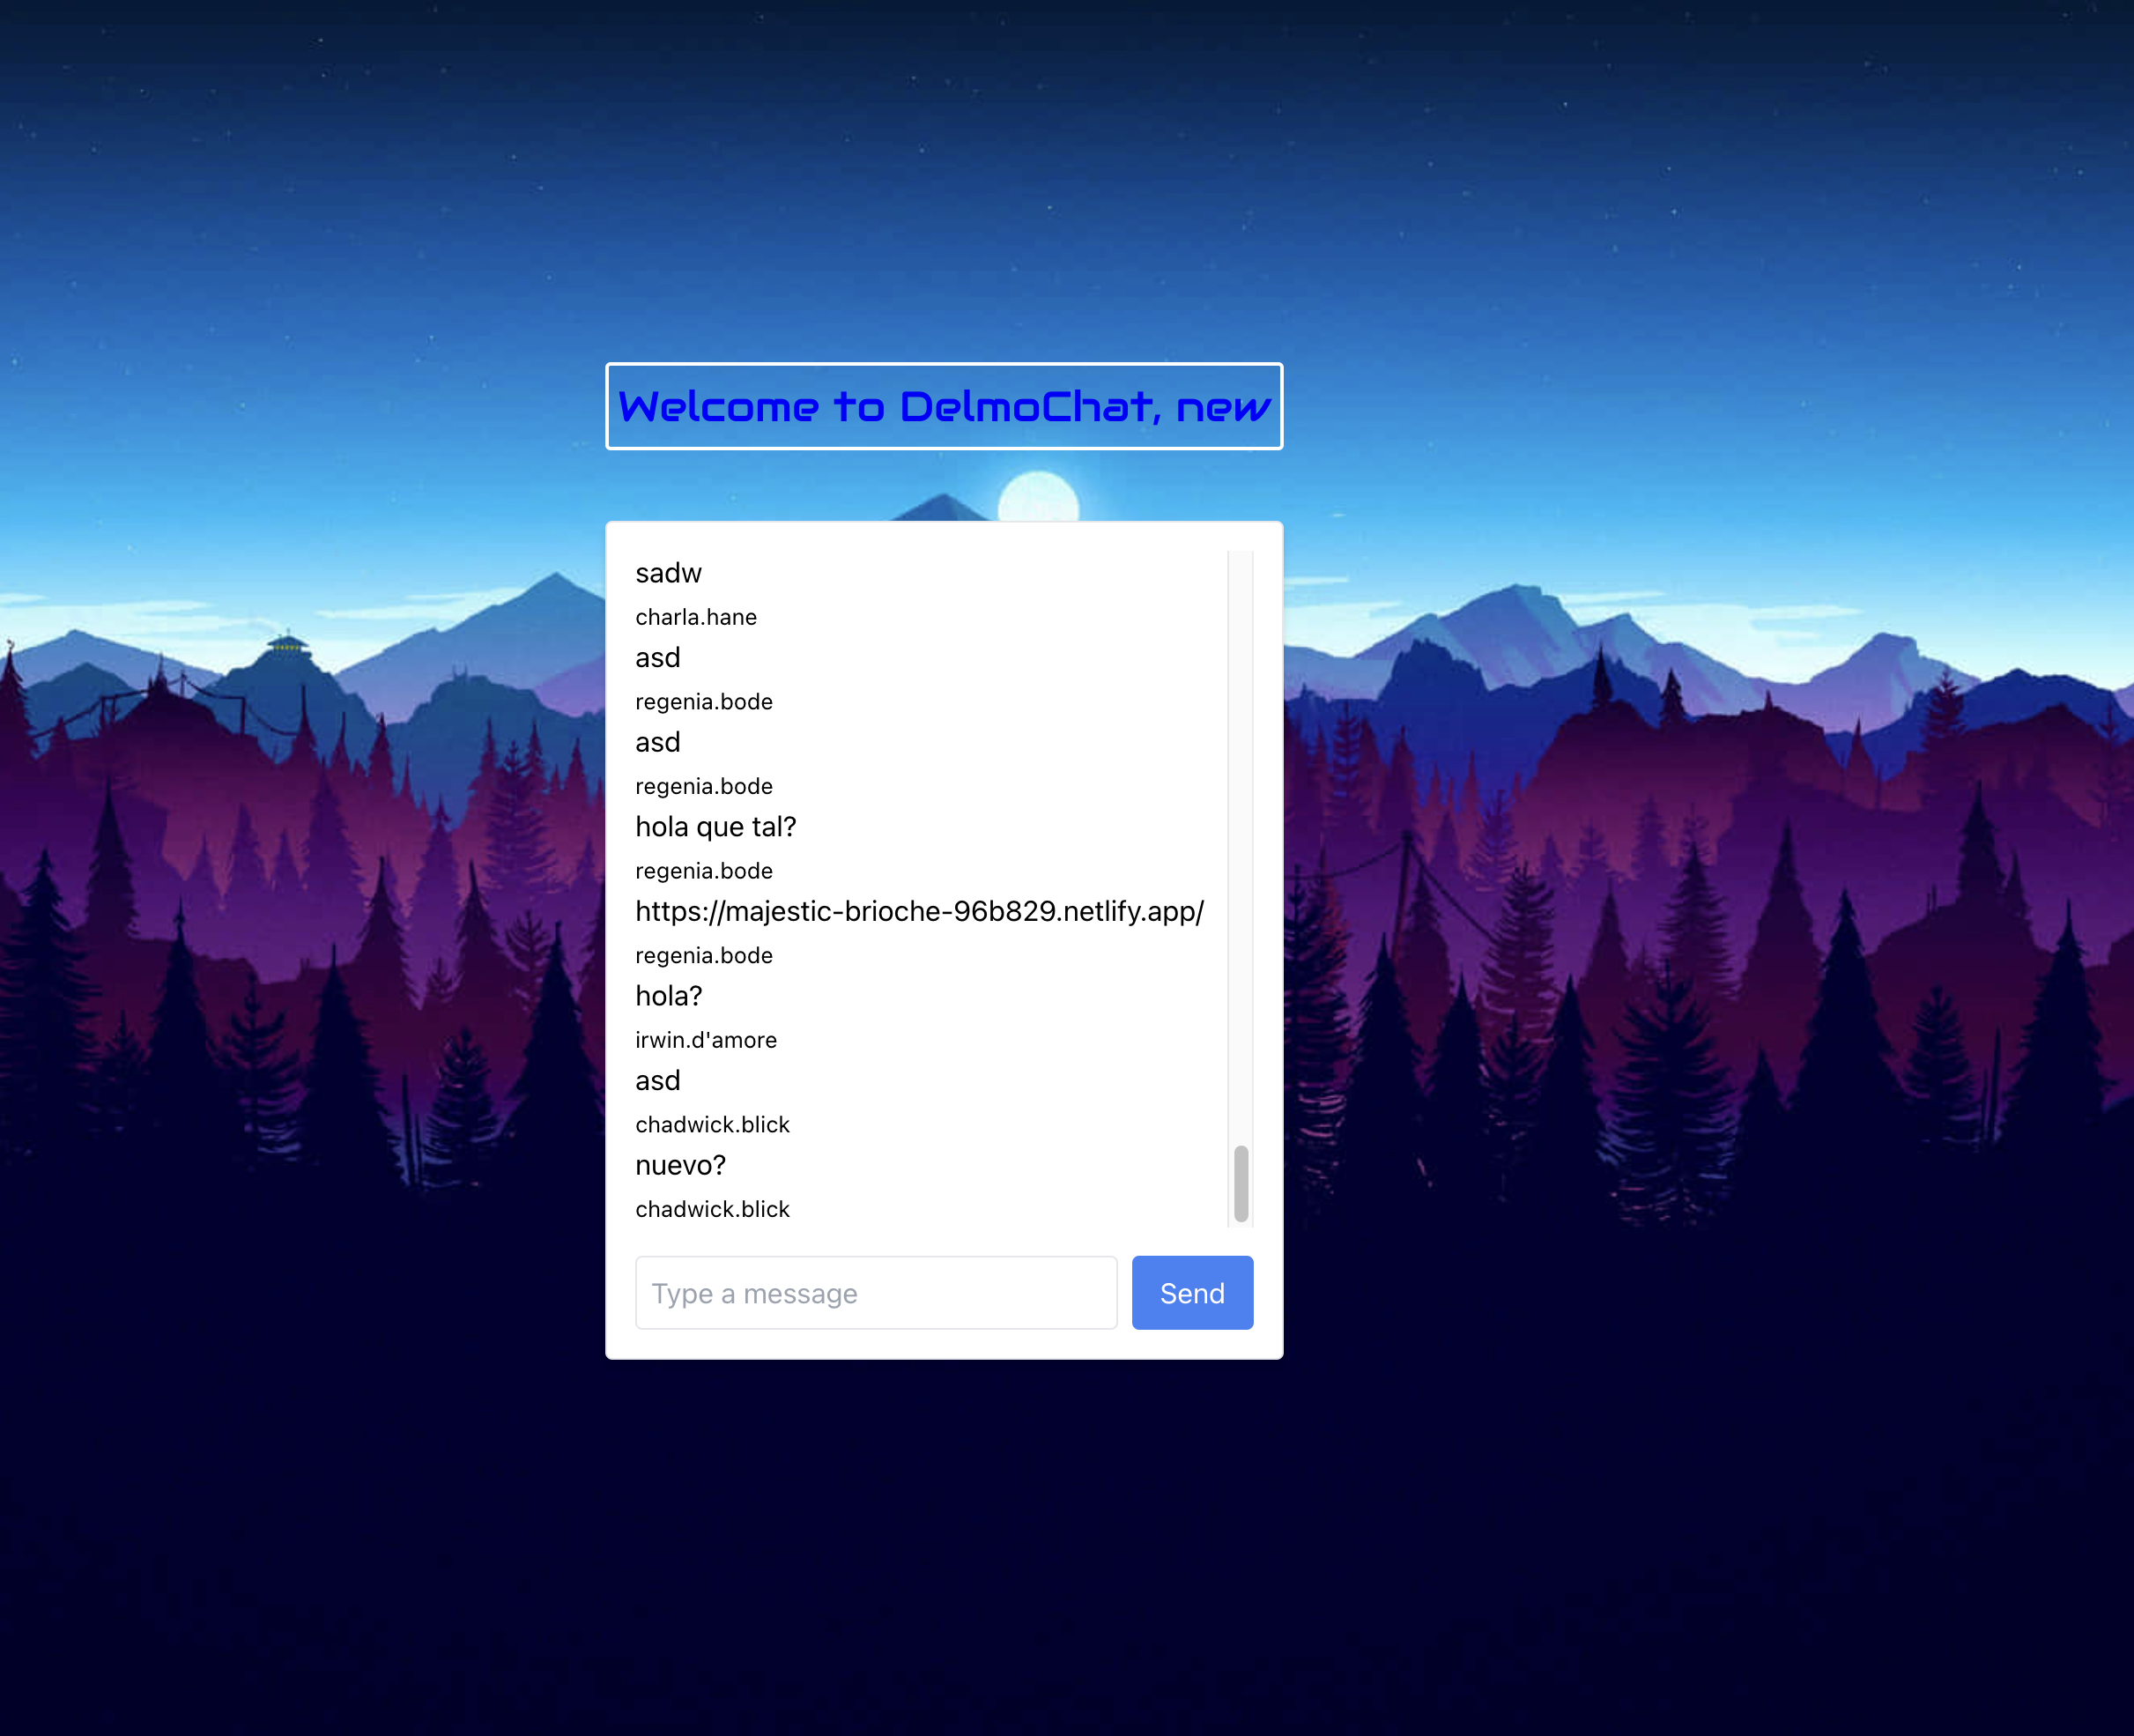 Welcome to DelmoChat, new
sadw
charla.hane
asd
regenia.bode
asd
regenia.bode
hola que tal?
regenia.bode
https://majestic-brioche-96b829.netlify.app/
regenia.bode
hola?
irwin.d'amore
asd
chadwick.blick
nuevo?
chadwick.blick
Type a message
Send